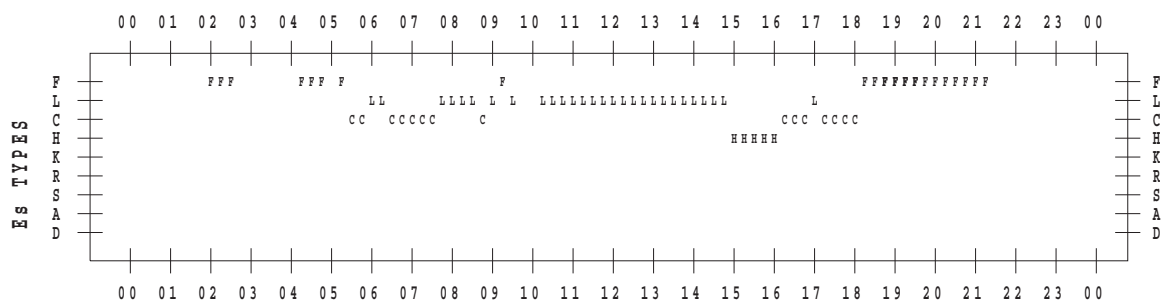 00 01 02 03 04 05 06 07 08 09 10 11 12 13 14 15 16 17 18 19 20 21 22 23 00
Es TYPES
F FFF FFF F F FFFFFFFFFFFFF F
L LL LLLL L L LLLLLLLLLLLLLLLLLLL L L
C CC CCCCC C CCC CCCC C
H HHHHH H
K K
R R
S S
A A
D D
00 01 02 03 04 05 06 07 08 09 10 11 12 13 14 15 16 17 18 19 20 21 22 23 00